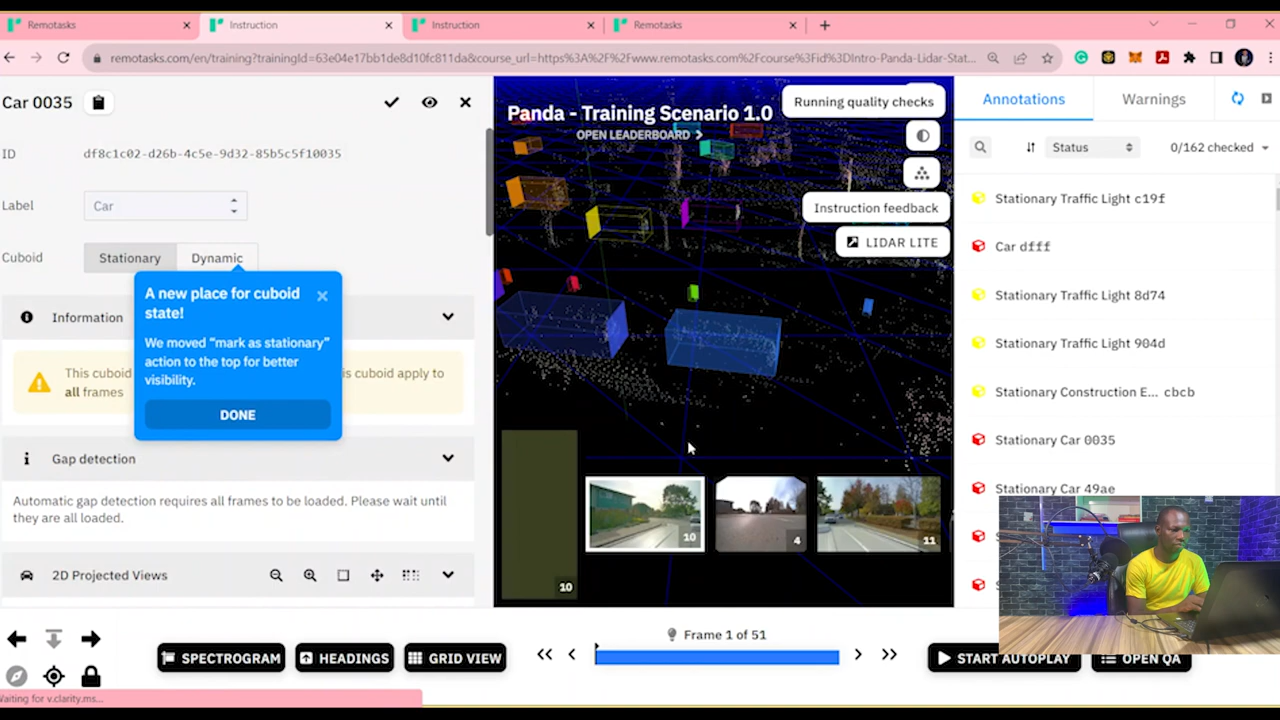 Remotasks
Instruction
Instruction
Remotasks
remotasks.com/en/training?trainingId=63e04e17bb1de8d10fc811da&course_url=https%3A%2F%2Fwww.remotasks.com%2Fcourse%3Fid%3DIntro-Panda-Lidar-Stat...
Car 0035
ID
df8c1c02-d26b-4c5e-9d32-85b5c5f10035
Label
Car
Cuboid
Stationary
Dynamic
A new place for cuboid
state!
We moved “mark as stationary”
action to the top for better
visibility.
DONE
Information
This cuboid
is cuboid apply to
all frames
Gap detection
Automatic gap detection requires all frames to be loaded. Please wait until
they are all loaded.
2D Projected Views
Panda - Training Scenario 1.0
OPEN LEADERBOARD
Running quality checks
Instruction feedback
LIDAR LITE
10
10
4
11
Annotations
Warnings
Status
0/162 checked
Stationary Traffic Light c19f
Car dfff
Stationary Traffic Light 8d74
Stationary Traffic Light 904d
Stationary Construction E... cbcb
Stationary Car 0035
Stationary Car 49ae
SPECTROGRAM
HEADINGS
GRID VIEW
Frame 1 of 51
START AUTOPLAY
OPEN QA
Waiting for v.clarity.ms...